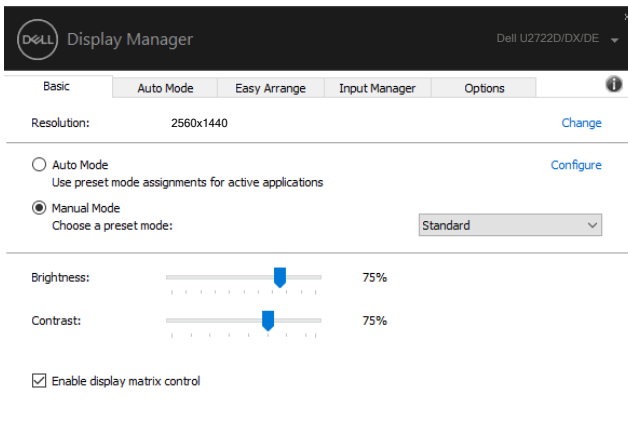 DELL Display Manager
Dell U2722D/DX/DE
Basic Auto Mode Easy Arrange Input Manager Options
Resolution: 2560x1440 Change
Auto Mode Configure
Use preset mode assignments for active applications
Manual Mode
Choose a preset mode: Standard
Brightness: 75%
Contrast: 75%
Enable display matrix control